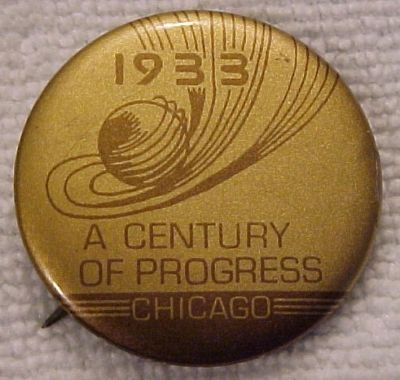 1933
A CENTURY
OF PROGRESS
CHICAGO